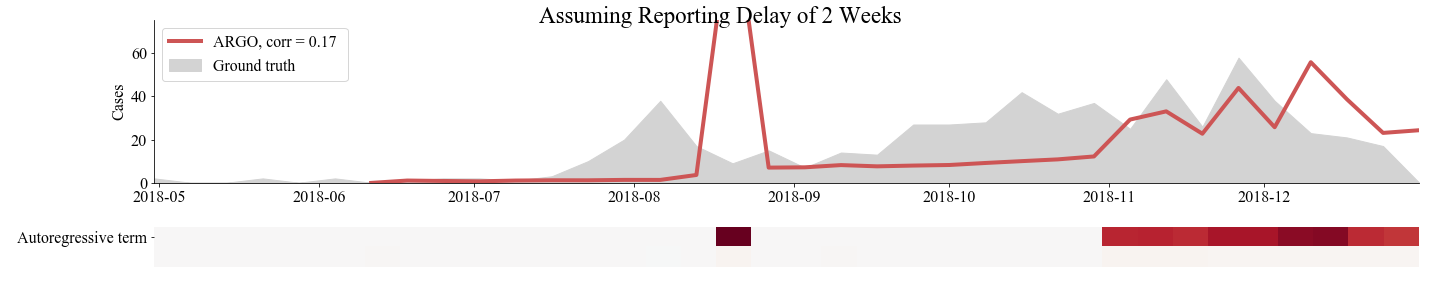 Assuming Reporting Delay of 2 Weeks
ARGO, corr = 0.17
Ground truth
Cases
60
40
20
0
2018-05 2018-06 2018-07 2018-08 2018-09 2018-10 2018-11 2018-12
Autoregressive term